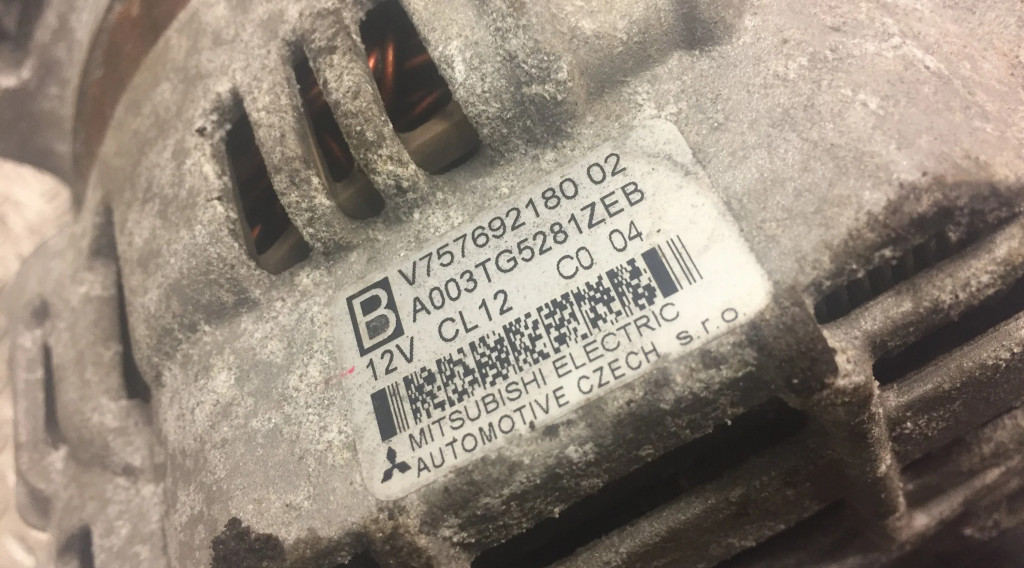 B V757692180 02
A003TG5281ZEB
12V CL12 C0 04
MITSUBISHI ELECTRIC
AUTOMOTIVE CZECH s.r.o.